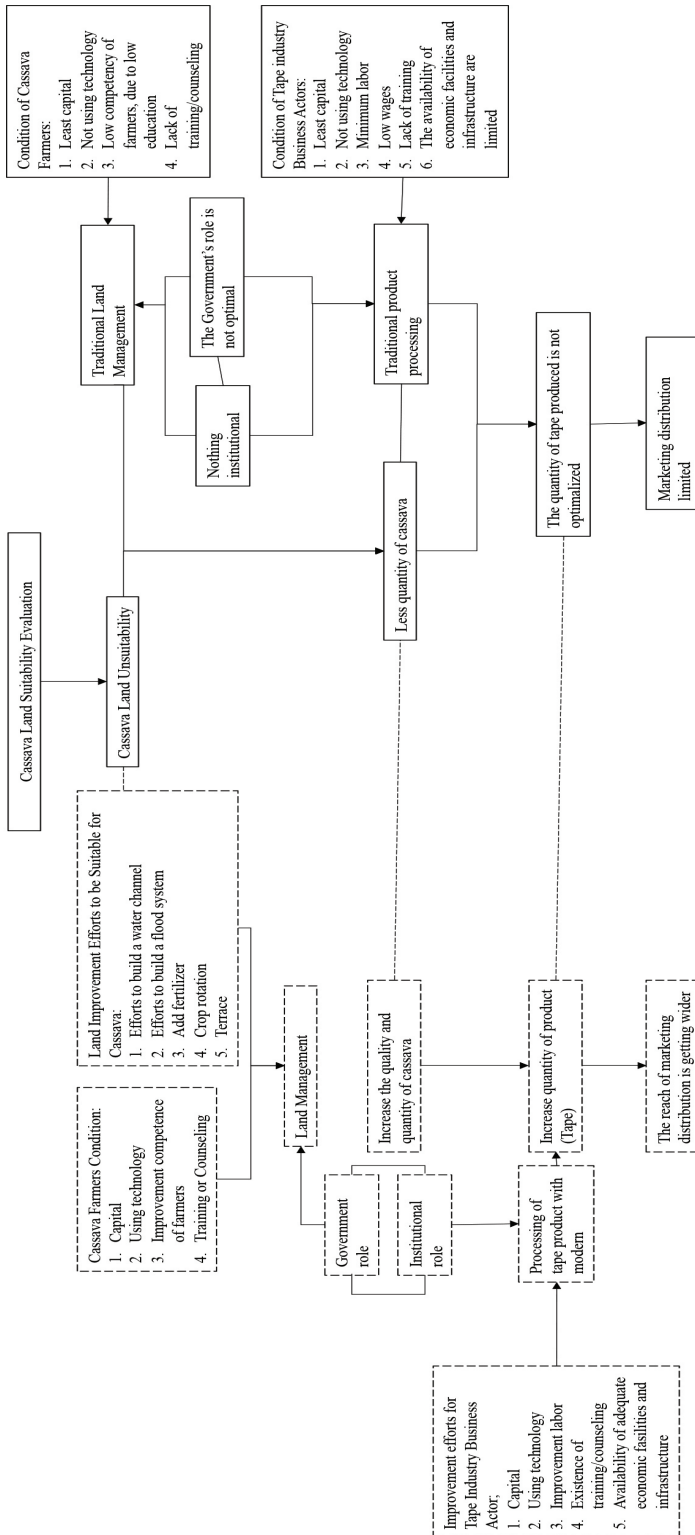 Cassava Land Suitability Evaluation
Cassava Land Unsuitability
Traditional Land
Management
Condition of Cassava
Farmers:
1. Least capital
2. Not using technology
3. Low competency of
farmers, due to low
education
4. Lack of
training/counseling
Nothing
institutional
The Government's role is
not optimal
Less quantity of cassava
Traditional product
processing
Condition of Tape industry
Business Actors:
1. Least capital
2. Not using technology
3. Minimum labor
4. Low wages
5. Lack of training
6. The availability of
economic facilities and
infrastructure are
limited
The quantity of tape produced is not
optimalized
Marketing distribution
limited
Land Improvement Efforts to be Suitable for
Cassava:
1. Efforts to build a water channel
2. Efforts to build a flood system
3. Add fertilizer
4. Crop rotation
5. Terrace
Cassava Farmers Condition:
1. Capital
2. Using technology
3. Improvement competence
of farmers
4. Training or Counseling
Land Management
Government
role
Institutional
role
Increase the quality and
quantity of cassava
Processing of
tape product with
modern
Increase quantity of product
(Tape)
The reach of marketing
distribution is getting wider
Improvement efforts for
Tape Industry Business
Actor;
1. Capital
2. Using technology
3. Improvement labor
4. Existence of
training/counseling
5. Availability of adequate
economic fasilities and
infrastructure